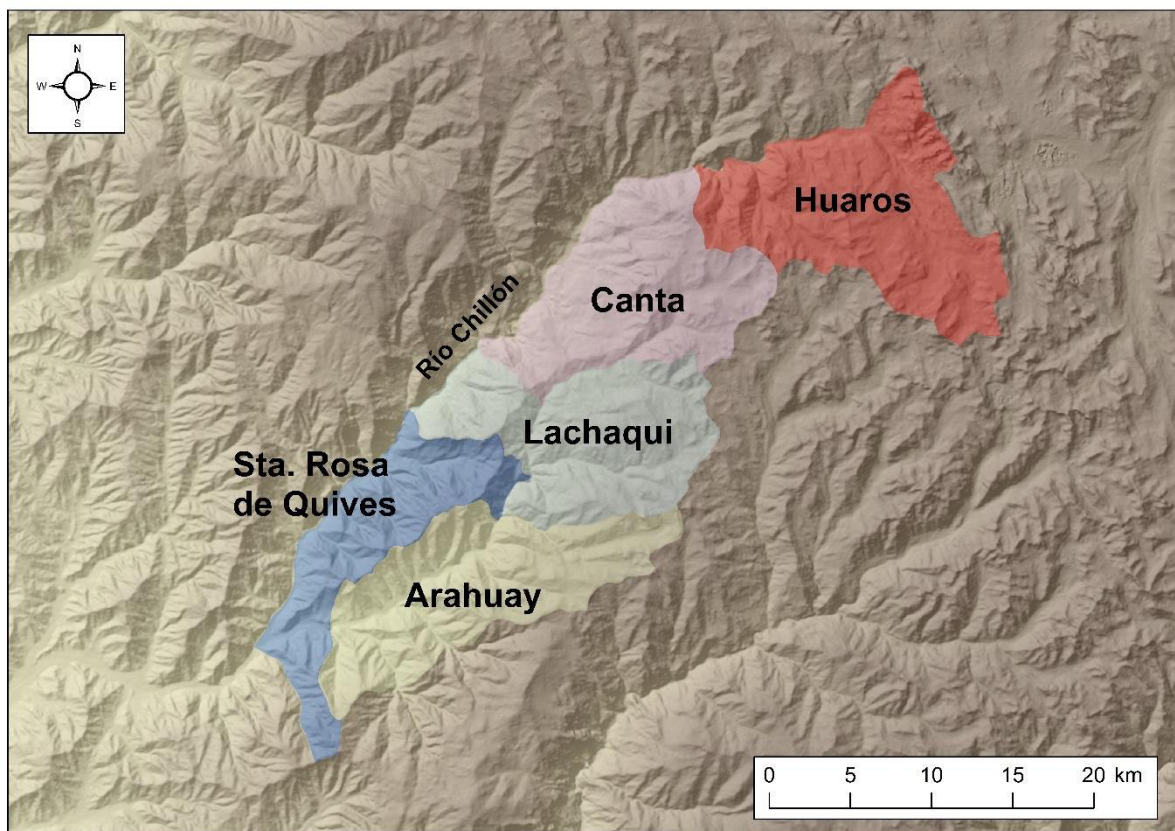 N
W E
S
Huaros
Canta
Río Chillón
Lachaqui
Sta. Rosa
de Quives
Arahuay
0 5 10 15 20 km